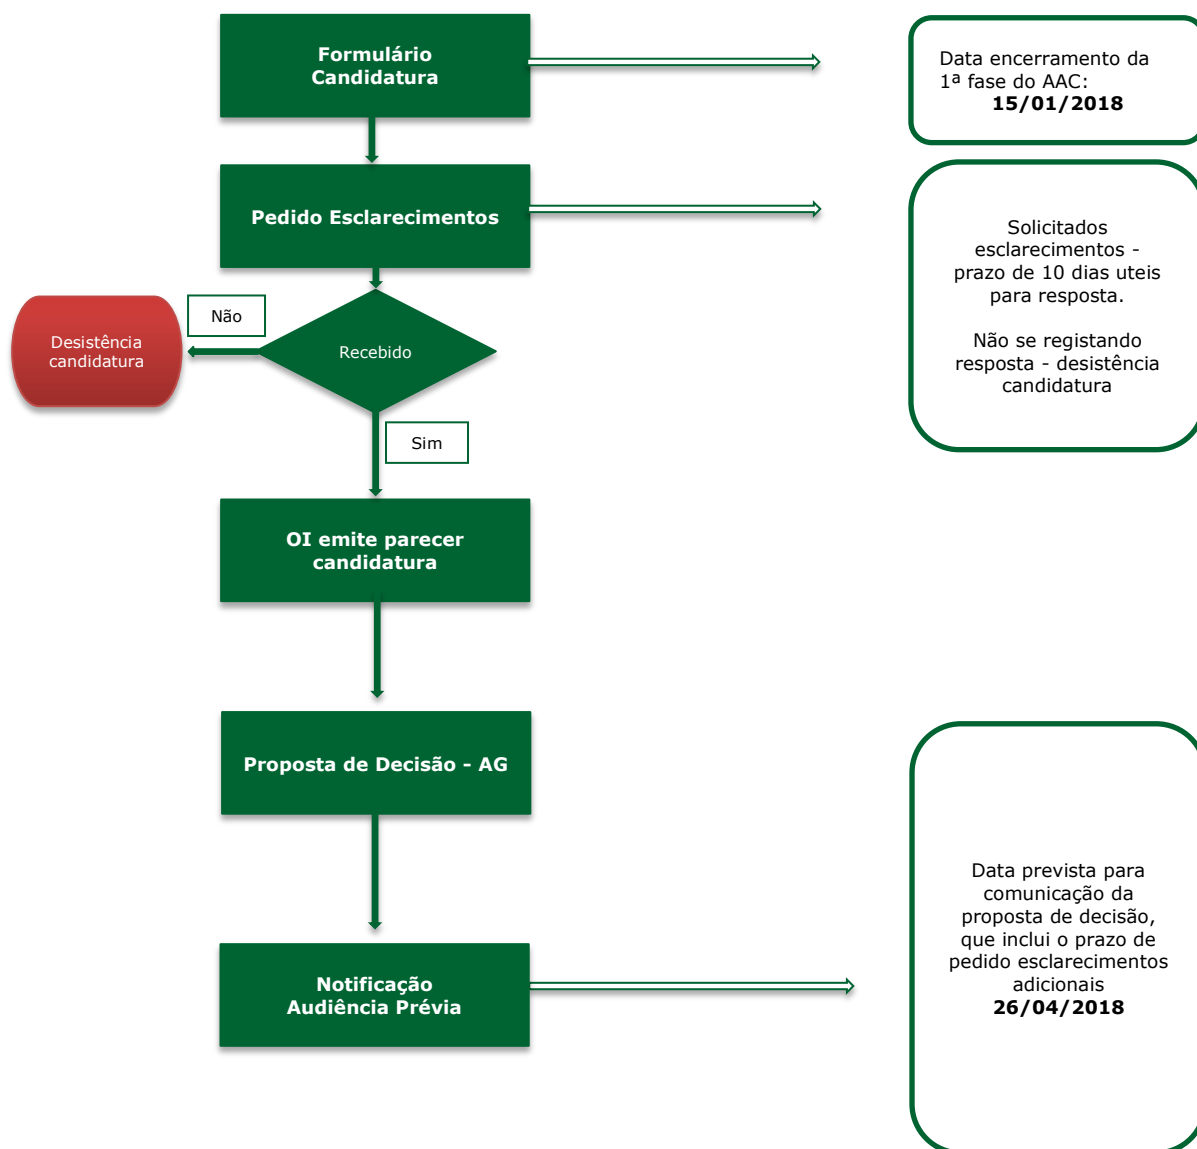 Formulário
Candidatura
Data encerramento da
1ª fase do AAC:
15/01/2018
Pedido Esclarecimentos
Solicitados
esclarecimentos -
prazo de 10 dias uteis
para resposta.
Não se registando
resposta - desistência
candidatura
Não
Desistência
candidatura
Recebido
Sim
OI emite parecer
candidatura
Proposta de Decisão - AG
Notificação
Audiência Prévia
Data prevista para
comunicação da
proposta de decisão,
que inclui o prazo de
pedido esclarecimentos
adicionais
26/04/2018